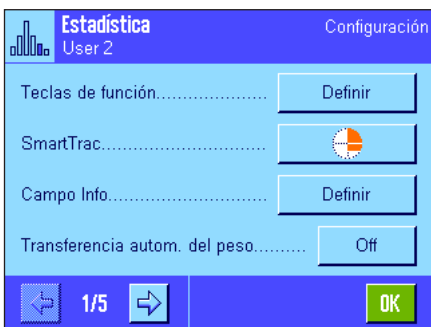 Estadística Configuración
User 2
Teclas de función..................... Definir
SmartTrac...............................
Campo Info.............................. Definir
Transferencia autom. del peso.......... Off
1/5 OK